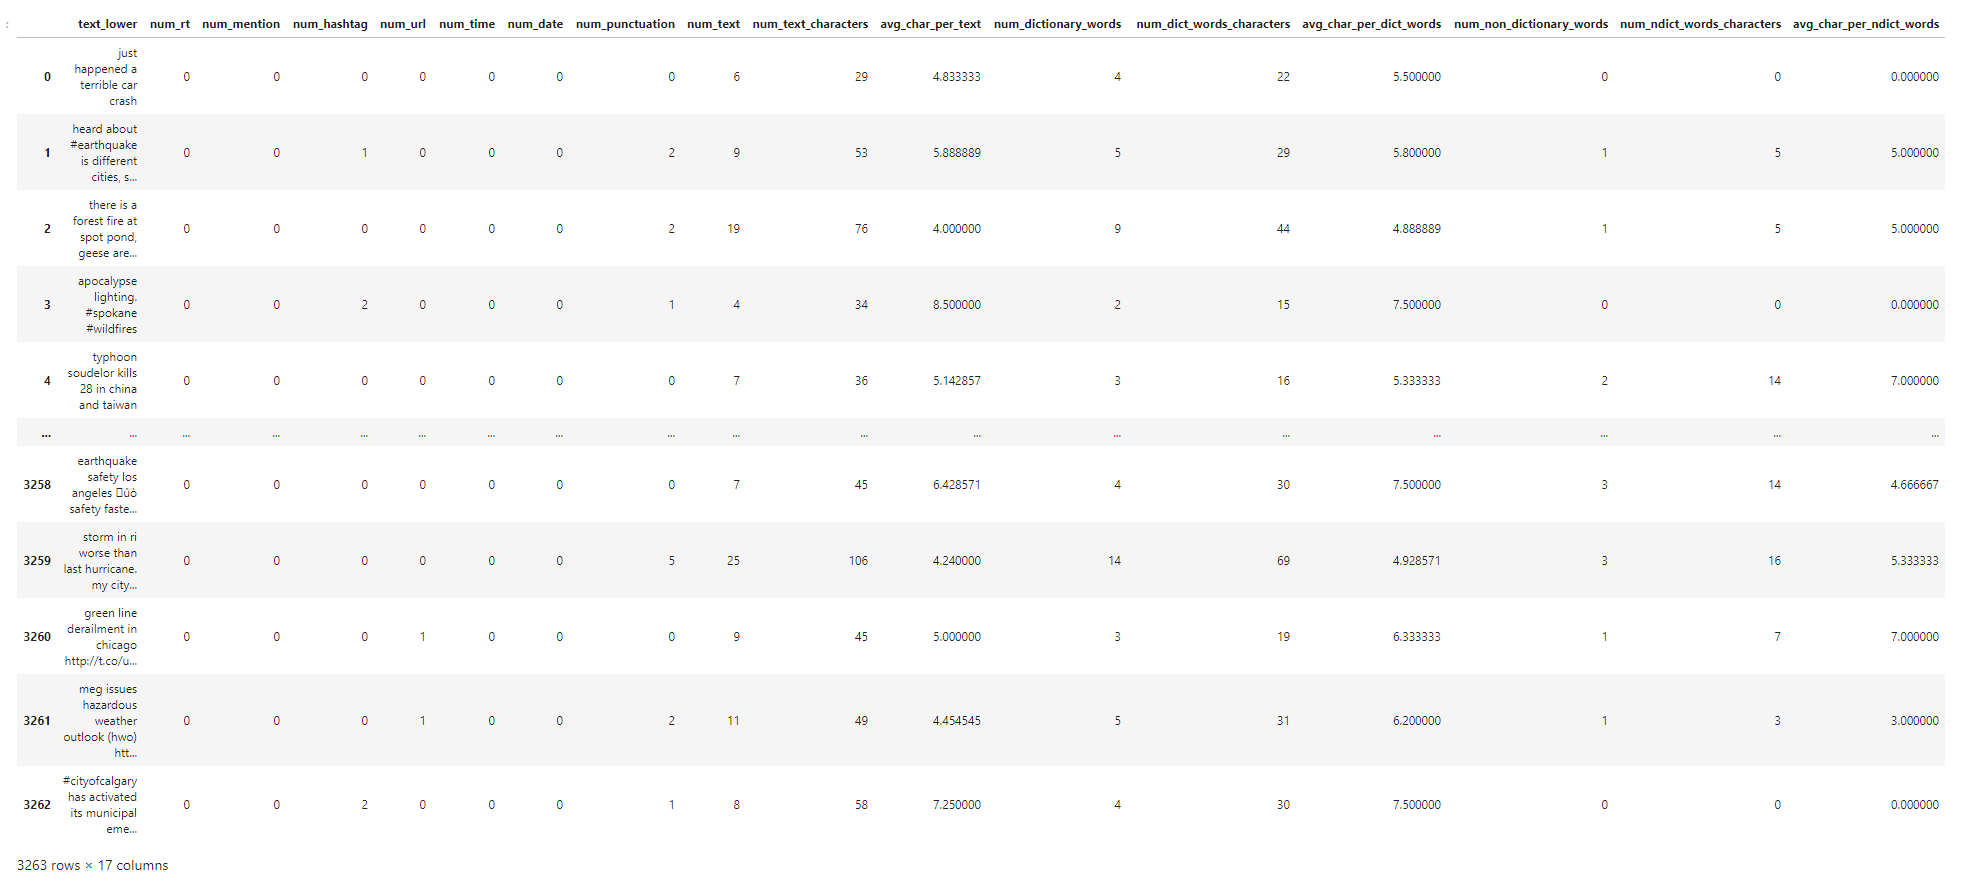 : text_lower num_rt num_mention num_hashtag num_url num_time num_date num_punctuation num_text num_text_characters avg_char_per_text num_dictionary_words num_dict_words_characters avg_char_per_dict_words num_non_dictionary_words num_ndict_words_characters avg_char_per_ndict_words
just
happened a
0 terrible car 0 0 0 0 0 0 0 6 29 4.833333 4 22 5.500000 0 0 0.000000
crash
heard about
#earthquake
1 is different 0 0 1 0 0 0 2 9 53 5.888889 5 29 5.800000 1 5 5.000000
cities, s...
there is a
forest fire at
2 spot pond, 0 0 0 0 0 0 2 19 76 4.000000 9 44 4.888889 1 5 5.000000
geese are...
apocalypse
lighting.
3 #spokane 0 0 2 0 0 0 1 4 34 8.500000 2 15 7.500000 0 0 0.000000
#wildfires
typhoon
soudelor kills
4 28 in china 0 0 0 0 0 0 0 7 36 5.142857 3 16 5.333333 2 14 7.000000
and taiwan
... ... ... ... ... ... ... ... ... ... ... ... ... ... ... ... ... ...
earthquake
safety los
3258 angeles □ûò 0 0 0 0 0 0 0 7 45 6.428571 4 30 7.500000 3 14 4.666667
safety faste...
storm in ri
worse than
3259 last hurricane. 0 0 0 0 0 0 5 25 106 4.240000 14 69 4.928571 3 16 5.333333
my city...
green line
derailment in
3260 chicago 0 0 0 1 0 0 0 9 45 5.000000 3 19 6.333333 1 7 7.000000
http://t.co/u...
meg issues
hazardous
3261 weather 0 0 0 1 0 0 2 11 49 4.454545 5 31 6.200000 1 3 3.000000
outlook (hwo)
htt...
#cityofcalgary
has activated
3262 its municipal 0 0 2 0 0 0 1 8 58 7.250000 4 30 7.500000 0 0 0.000000
eme...
3263 rows × 17 columns